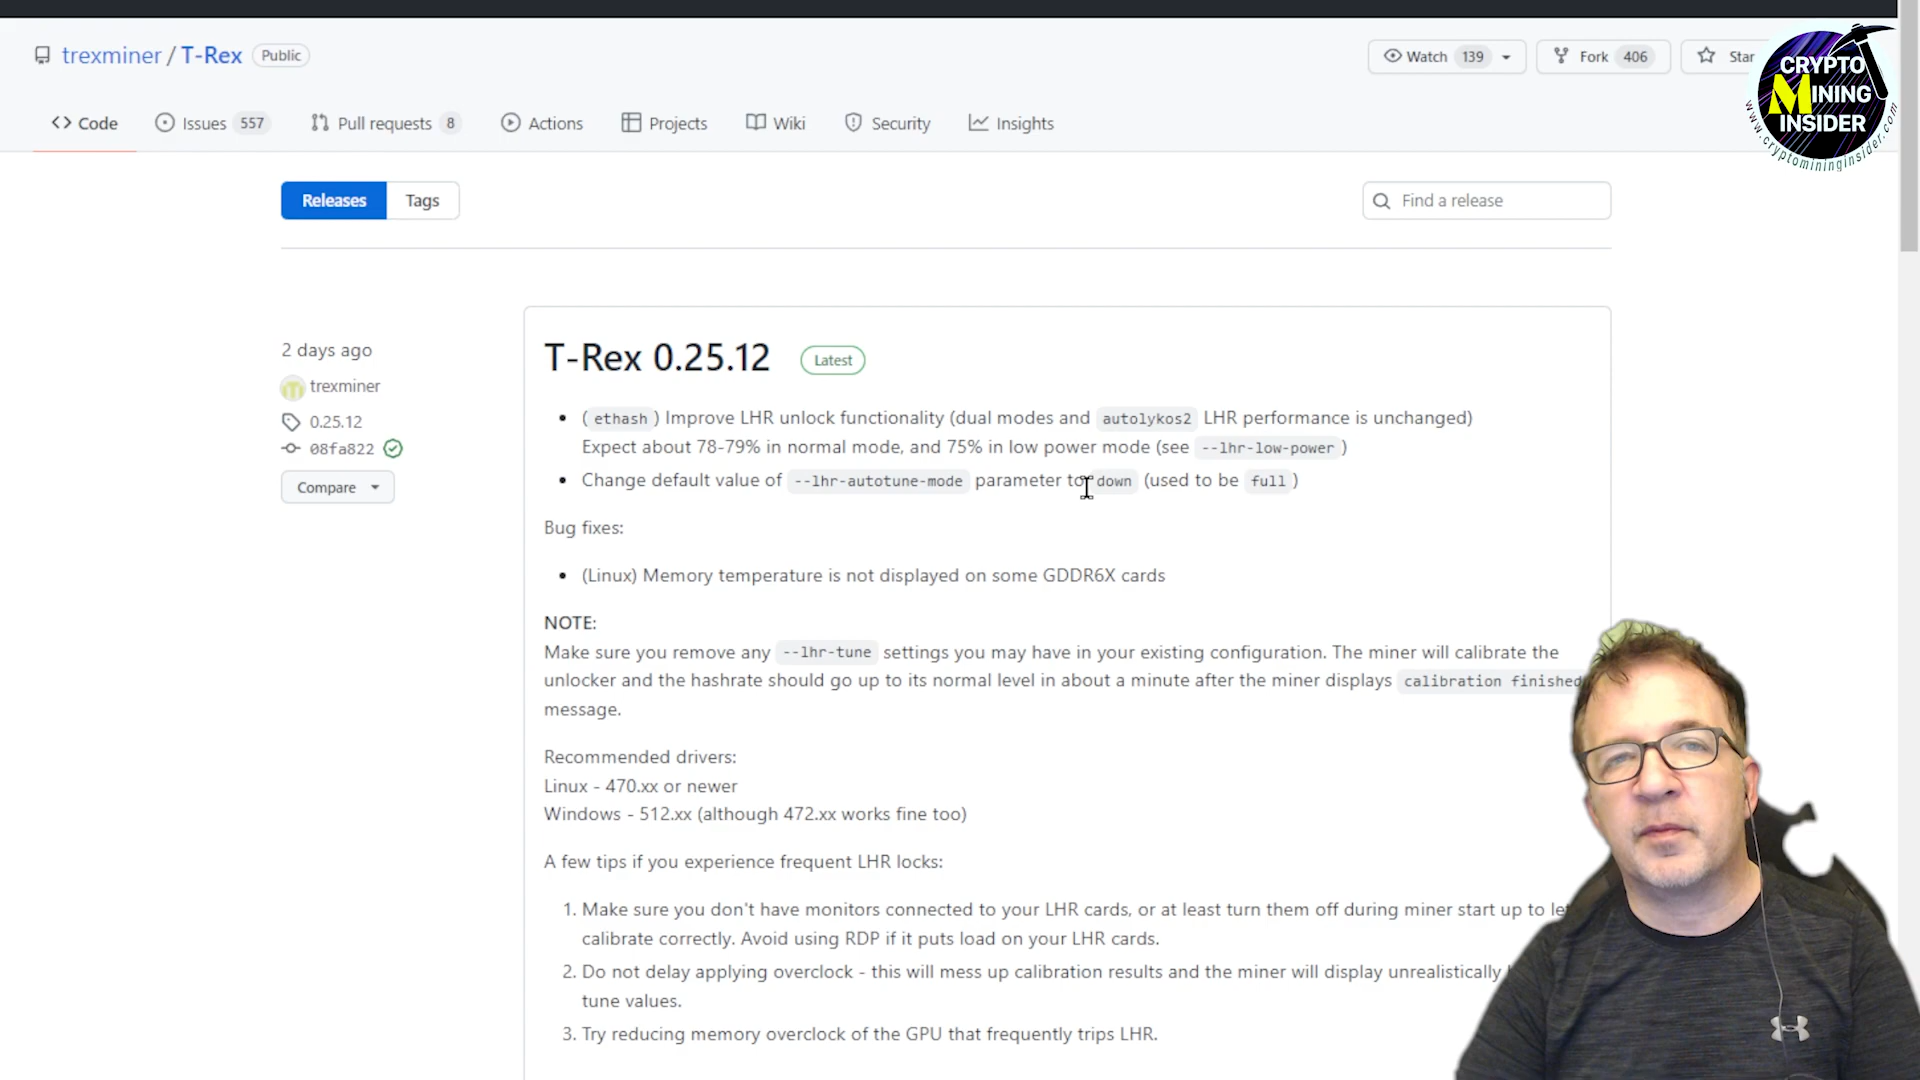 trexminer / T-Rex Public
Watch 139
Fork 406
Star
CRYPTO
MINING
INSIDER
www.cryptomininginsider.com
Code
Issues 557
Pull requests 8
Actions
Projects
Wiki
Security
Insights
Releases
Tags
Find a release
2 days ago
trexminer
0.25.12
08fa822
Compare
T-Rex 0.25.12 Latest
• ( ethash ) Improve LHR unlock functionality (dual modes and autolykos2 LHR performance is unchanged)
Expect about 78-79% in normal mode, and 75% in low power mode (see --lhr-low-power )
• Change default value of --lhr-autotune-mode parameter to down (used to be full )
Bug fixes:
• (Linux) Memory temperature is not displayed on some GDDR6X cards
NOTE:
Make sure you remove any --lhr-tune settings you may have in your existing configuration. The miner will calibrate the
unlocker and the hashrate should go up to its normal level in about a minute after the miner displays calibration finished
message.
Recommended drivers:
Linux - 470.xx or newer
Windows - 512.xx (although 472.xx works fine too)
A few tips if you experience frequent LHR locks:
1. Make sure you don't have monitors connected to your LHR cards, or at least turn them off during miner start up to let
calibrate correctly. Avoid using RDP if it puts load on your LHR cards.
2. Do not delay applying overclock - this will mess up calibration results and the miner will display unrealistically
tune values.
3. Try reducing memory overclock of the GPU that frequently trips LHR.